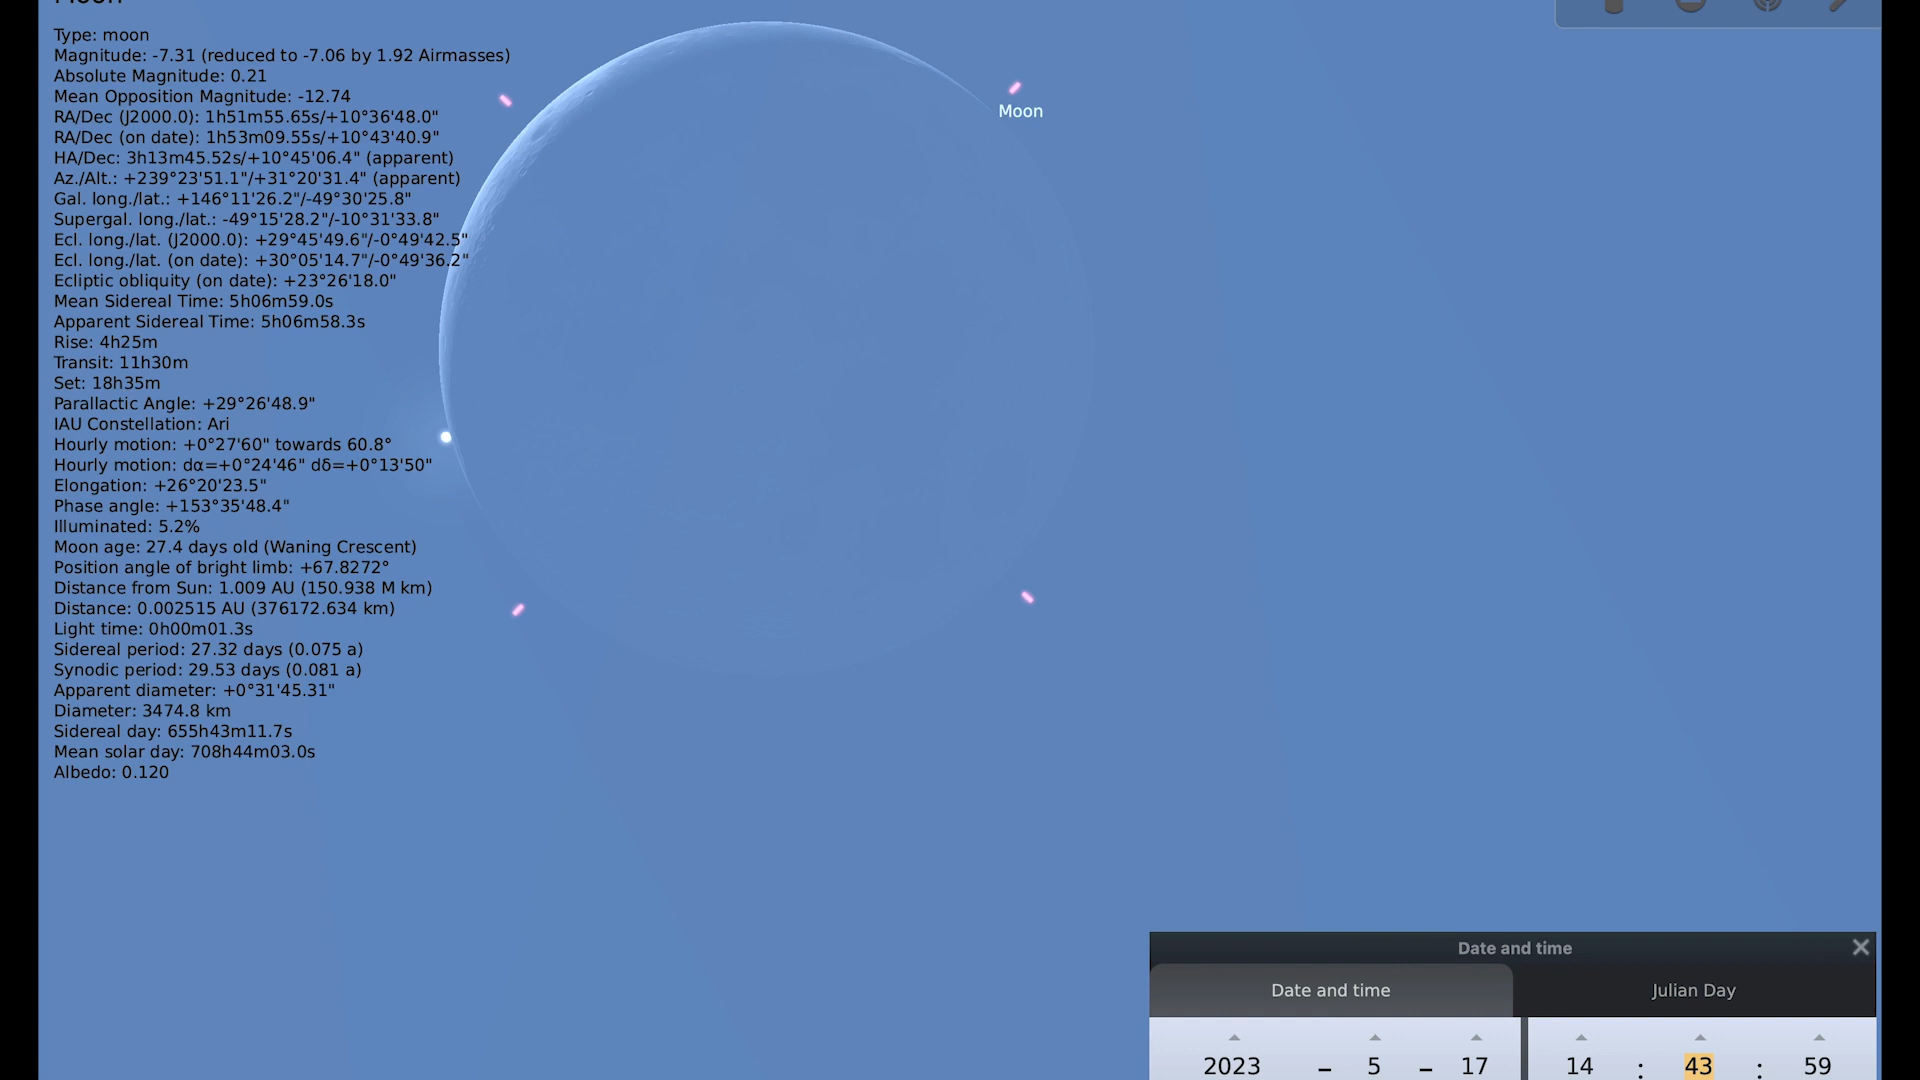 Moon
Type: moon
Magnitude: -7.31 (reduced to -7.06 by 1.92 Airmasses)
Absolute Magnitude: 0.21
Mean Opposition Magnitude: -12.74
RA/Dec (J2000.0): 1h51m55.65s/+10°36'48.0"
RA/Dec (on date): 1h53m09.55s/+10°43'40.9"
HA/Dec: 3h13m45.52s/+10°45'06.4" (apparent)
Az./Alt.: +239°23'51.1"/+31°20'31.4" (apparent)
Gal. long./lat.: +146°11'26.2"/-49°30'25.8"
Supergal. long./lat.: -49°15'28.2"/-10°31'33.8"
Ecl. long./lat. (J2000.0): +29°45'49.6"/-0°49'42.5"
Ecl. long./lat. (on date): +30°05'14.7"/-0°49'36.2"
Ecliptic obliquity (on date): +23°26'18.0"
Mean Sidereal Time: 5h06m59.0s
Apparent Sidereal Time: 5h06m58.3s
Rise: 4h25m
Transit: 11h30m
Set: 18h35m
Parallactic Angle: +29°26'48.9"
IAU Constellation: Ari
Hourly motion: +0°27'60" towards 60.8°
Hourly motion: dα=+0°24'46" dδ=+0°13'50"
Elongation: +26°20'23.5"
Phase angle: +153°35'48.4"
Illuminated: 5.2%
Moon age: 27.4 days old (Waning Crescent)
Position angle of bright limb: +67.8272°
Distance from Sun: 1.009 AU (150.938 M km)
Distance: 0.002515 AU (376172.634 km)
Light time: 0h00m01.3s
Sidereal period: 27.32 days (0.075 a)
Synodic period: 29.53 days (0.081 a)
Apparent diameter: +0°31'45.31"
Diameter: 3474.8 km
Sidereal day: 655h43m11.7s
Mean solar day: 708h44m03.0s
Albedo: 0.120
Moon
Date and time
Date and time Julian Day
2023 – 5 – 17 14 : 43 : 59